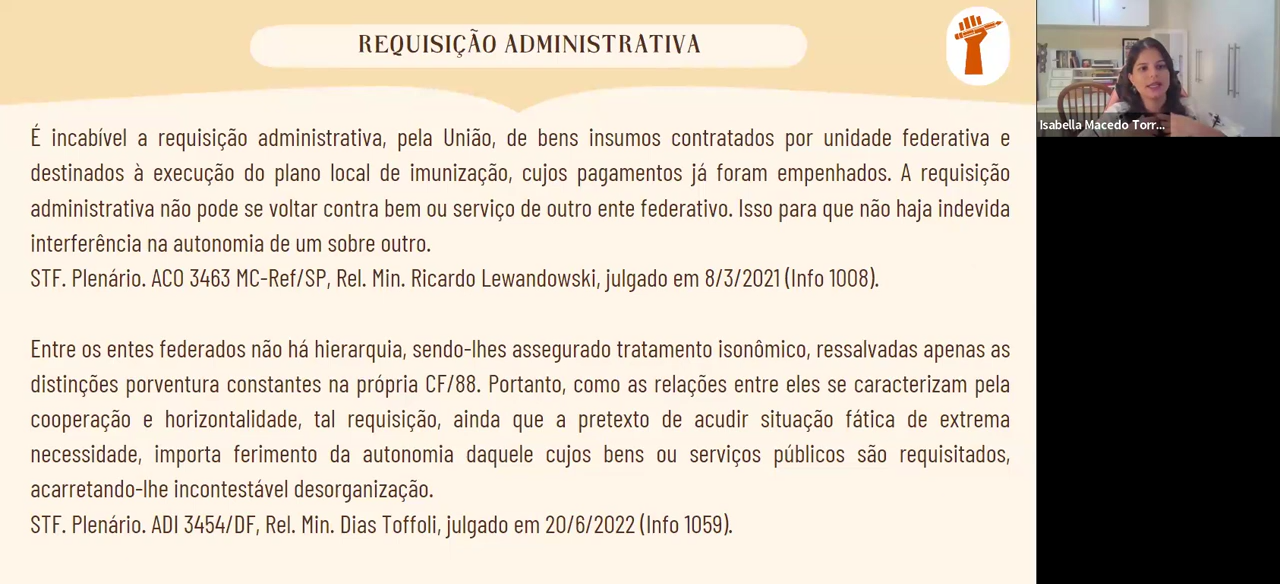 REQUISIÇÃO ADMINISTRATIVA
Isabella Macedo Torr...
É incabível a requisição administrativa, pela União, de bens insumos contratados por unidade federativa e
destinados à execução do plano local de imunização, cujos pagamentos já foram empenhados. A requisição
administrativa não pode se voltar contra bem ou serviço de outro ente federativo. Isso para que não haja indevida
interferência na autonomia de um sobre outro.
STF. Plenário. ACO 3463 MC-Ref/SP, Rel. Min. Ricardo Lewandowski, julgado em 8/3/2021 (Info 1008).
Entre os entes federados não há hierarquia, sendo-lhes assegurado tratamento isonômico, ressalvadas apenas as
distinções porventura constantes na própria CF/88. Portanto, como as relações entre eles se caracterizam pela
cooperação e horizontalidade, tal requisição, ainda que a pretexto de acudir situação fática de extrema
necessidade, importa ferimento da autonomia daquele cujos bens ou serviços públicos são requisitados,
acarretando-lhe incontestável desorganização.
STF. Plenário. ADI 3454/DF, Rel. Min. Dias Toffoli, julgado em 20/6/2022 (Info 1059).